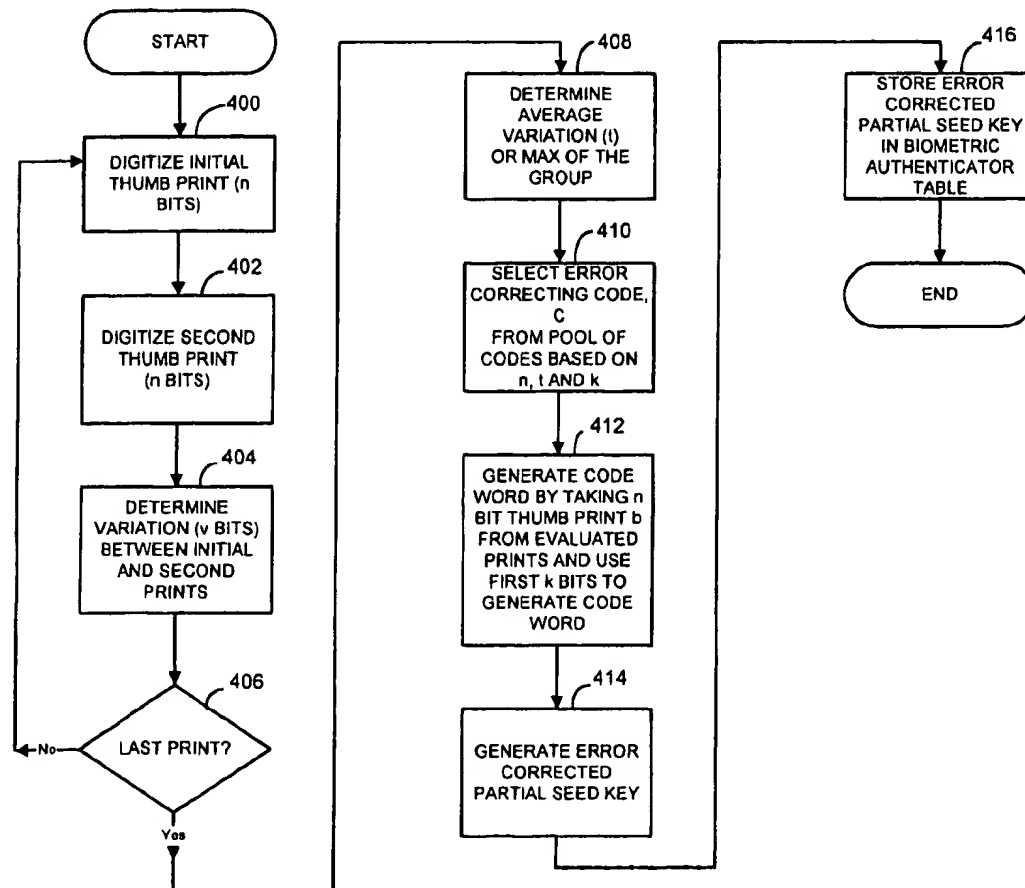 START
400
DIGITIZE INITIAL
THUMB PRINT (n
BITS)
402
DIGITIZE SECOND
THUMB PRINT
(n BITS)
404
DETERMINE
VARIATION (v BITS)
BETWEEN INITIAL
AND SECOND
PRINTS
406
LAST PRINT?
No
Yes
408
DETERMINE
AVERAGE
VARIATION (t)
OR MAX OF THE
GROUP
410
SELECT ERROR
CORRECTING CODE,
C
FROM POOL OF
CODES BASED ON
n, t AND k
412
GENERATE CODE
WORD BY TAKING n
BIT THUMB PRINT b
FROM EVALUATED
PRINTS AND USE
FIRST k BITS TO
GENERATE CODE
WORD
414
GENERATE ERROR
CORRECTED
PARTIAL SEED KEY
416
STORE ERROR
CORRECTED
PARTIAL SEED KEY
IN BIOMETRIC
AUTHENTICATOR
TABLE
END